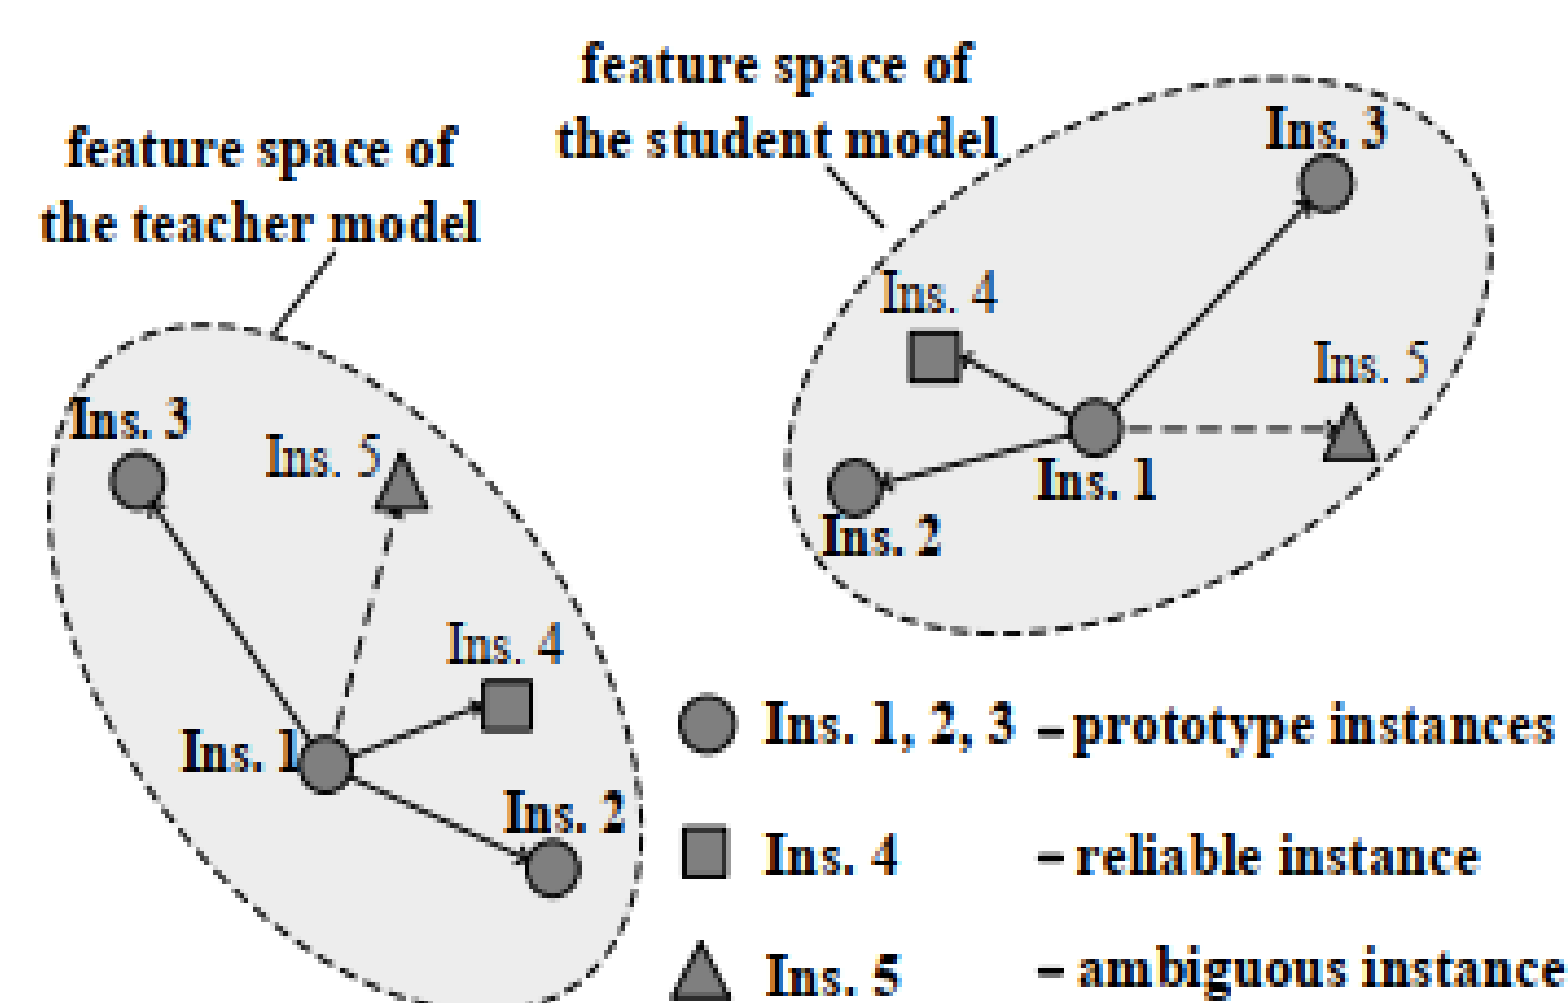 feature space of
the teacher model
feature space of
the student model
Ins. 3
Ins. 5
Ins. 4
Ins. 1
Ins. 2
Ins. 3
Ins. 4
Ins. 5
Ins. 1
Ins. 2
Ins. 1, 2, 3 – prototype instances
Ins. 4 – reliable instance
Ins. 5 – ambiguous instance